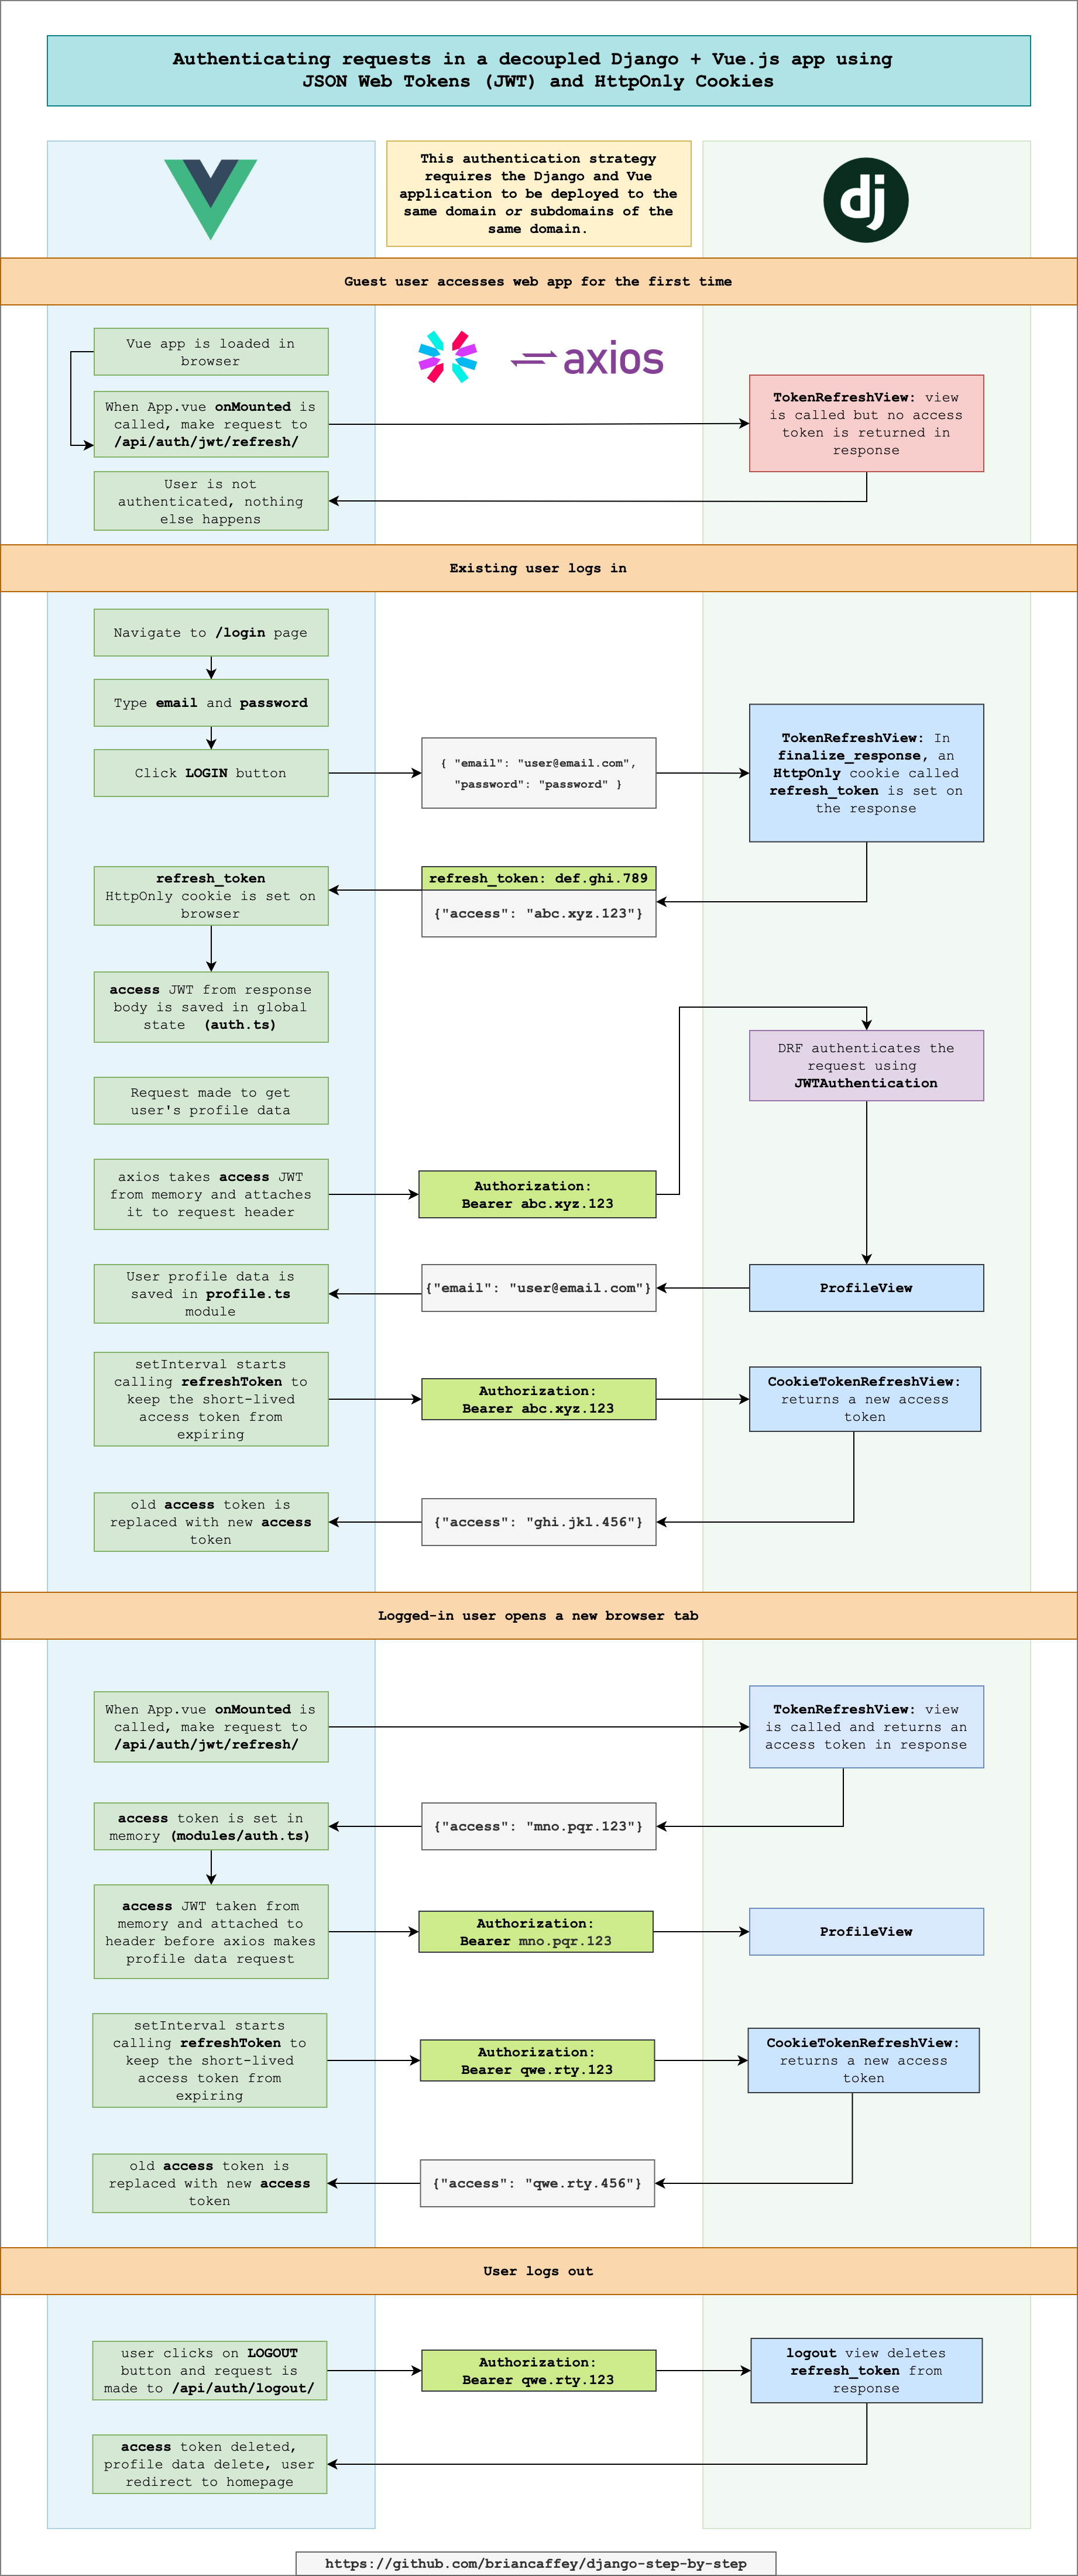 Authenticating requests in a decoupled Django + Vue.js app using
JSON Web Tokens (JWT) and HttpOnly Cookies
This authentication strategy
requires the Django and Vue
application to be deployed to the
same domain or subdomains of the
same domain.
dj
Guest user accesses web app for the first time
Vue app is loaded in
browser
axios
When App.vue onMounted is
called, make request to
/api/auth/jwt/refresh/
TokenRefreshView: view
is called but no access
token is returned in
response
User is not
authenticated, nothing
else happens
Existing user logs in
Navigate to /login page
Type email and password
Click LOGIN button
{ "email": "user@email.com",
"password": "password" }
TokenRefreshView: In
finalize_response, an
HttpOnly cookie called
refresh_token is set on
the response
refresh_token
HttpOnly cookie is set on
browser
refresh_token: def.ghi.789
{"access": "abc.xyz.123"}
access JWT from response
body is saved in global
state (auth.ts)
DRF authenticates the
request using
JWTAuthentication
Request made to get
user's profile data
axios takes access JWT
from memory and attaches
it to request header
Authorization:
Bearer abc.xyz.123
User profile data is
saved in profile.ts
module
{"email": "user@email.com"}
ProfileView
setInterval starts
calling refreshToken to
keep the short-lived
access token from
expiring
Authorization:
Bearer abc.xyz.123
CookieTokenRefreshView:
returns a new access
token
old access token is
replaced with new access
token
{"access": "ghi.jkl.456"}
Logged-in user opens a new browser tab
When App.vue onMounted is
called, make request to
/api/auth/jwt/refresh/
TokenRefreshView: view
is called and returns an
access token in response
access token is set in
memory (modules/auth.ts)
{"access": "mno.pqr.123"}
access JWT taken from
memory and attached to
header before axios makes
profile data request
Authorization:
Bearer mno.pqr.123
ProfileView
setInterval starts
calling refreshToken to
keep the short-lived
access token from
expiring
Authorization:
Bearer qwe.rty.123
CookieTokenRefreshView:
returns a new access
token
old access token is
replaced with new access
token
{"access": "qwe.rty.456"}
User logs out
user clicks on LOGOUT
button and request is
made to /api/auth/logout/
Authorization:
Bearer qwe.rty.123
logout view deletes
refresh_token from
response
access token deleted,
profile data delete, user
redirect to homepage
https://github.com/briancaffey/django-step-by-step